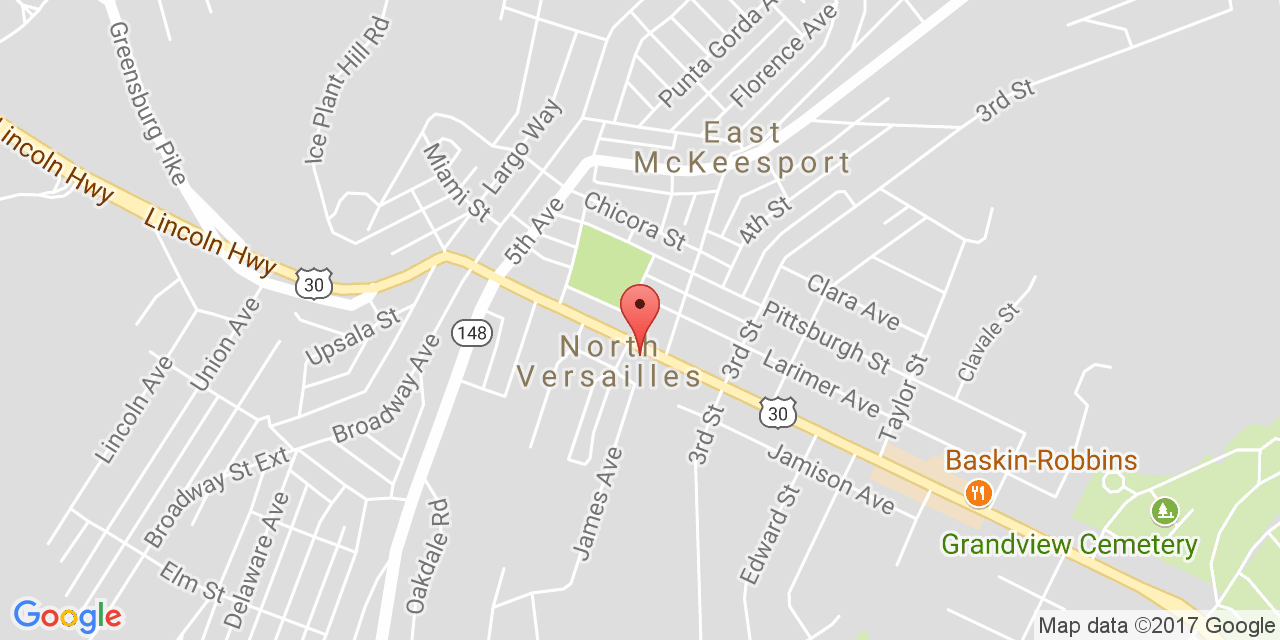 Greensburg Pike
Ice Plant Hill Rd
Punta Gorda A
Florence Ave
3rd St
Lincoln Hwy
Lincoln Hwy
Miami St
Largo Way
East
McKeesport
5th Ave
Chicora St
4th St
30
148
Upsala St
Union Ave
Clara Ave
Pittsburgh St
Clavale St
North
Versailles
3rd St
Larimer Ave
Taylor St
Lincoln Ave
Broadway Ave
30
3rd St
Jamison Ave
Baskin-Robbins
Broadway St Ext
James Ave
Edward St
Grandview Cemetery
Elm St
Delaware Ave
Oakdale Rd
Google
Map data ©2017 Google